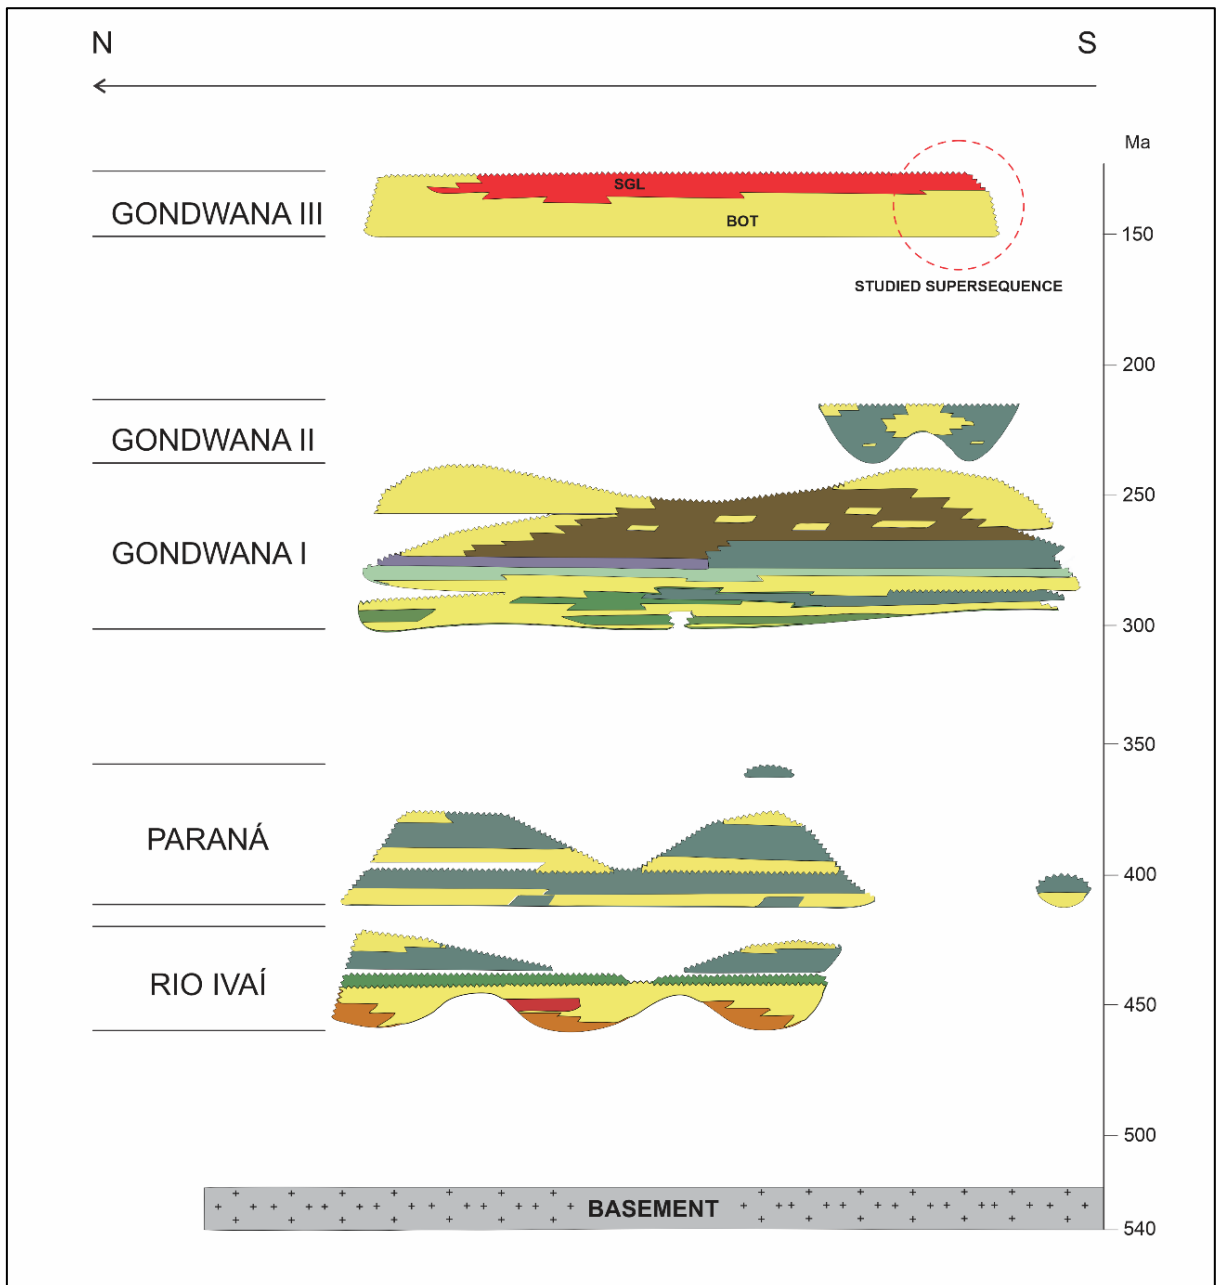 N
S
Ma
SGL
GONDWANA III
BOT
150
STUDIED SUPERSEQUENCE
200
GONDWANA II
250
GONDWANA I
300
350
PARANÁ
400
RIO IVAÍ
450
500
BASEMENT
540